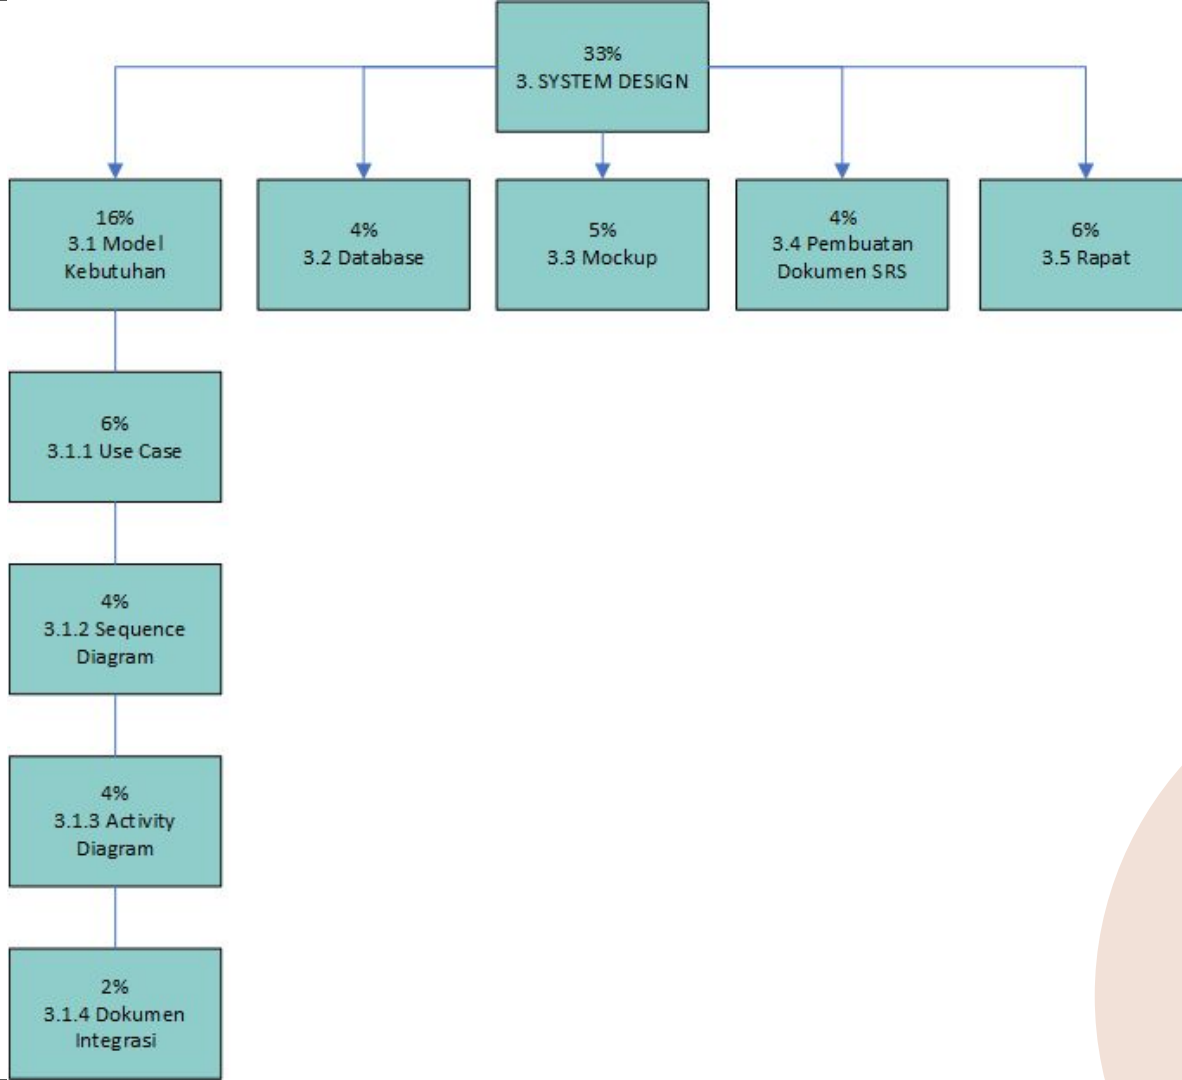 33%
3. SYSTEM DESIGN
16%
3.1 Model
Kebutuhan
4%
3.2 Database
5%
3.3 Mockup
4%
3.4 Pembuatan
Dokumen SRS
6%
3.5 Rapat
6%
3.1.1 Use Case
4%
3.1.2 Sequence
Diagram
4%
3.1.3 Activity
Diagram
2%
3.1.4 Dokumen
Integrasi